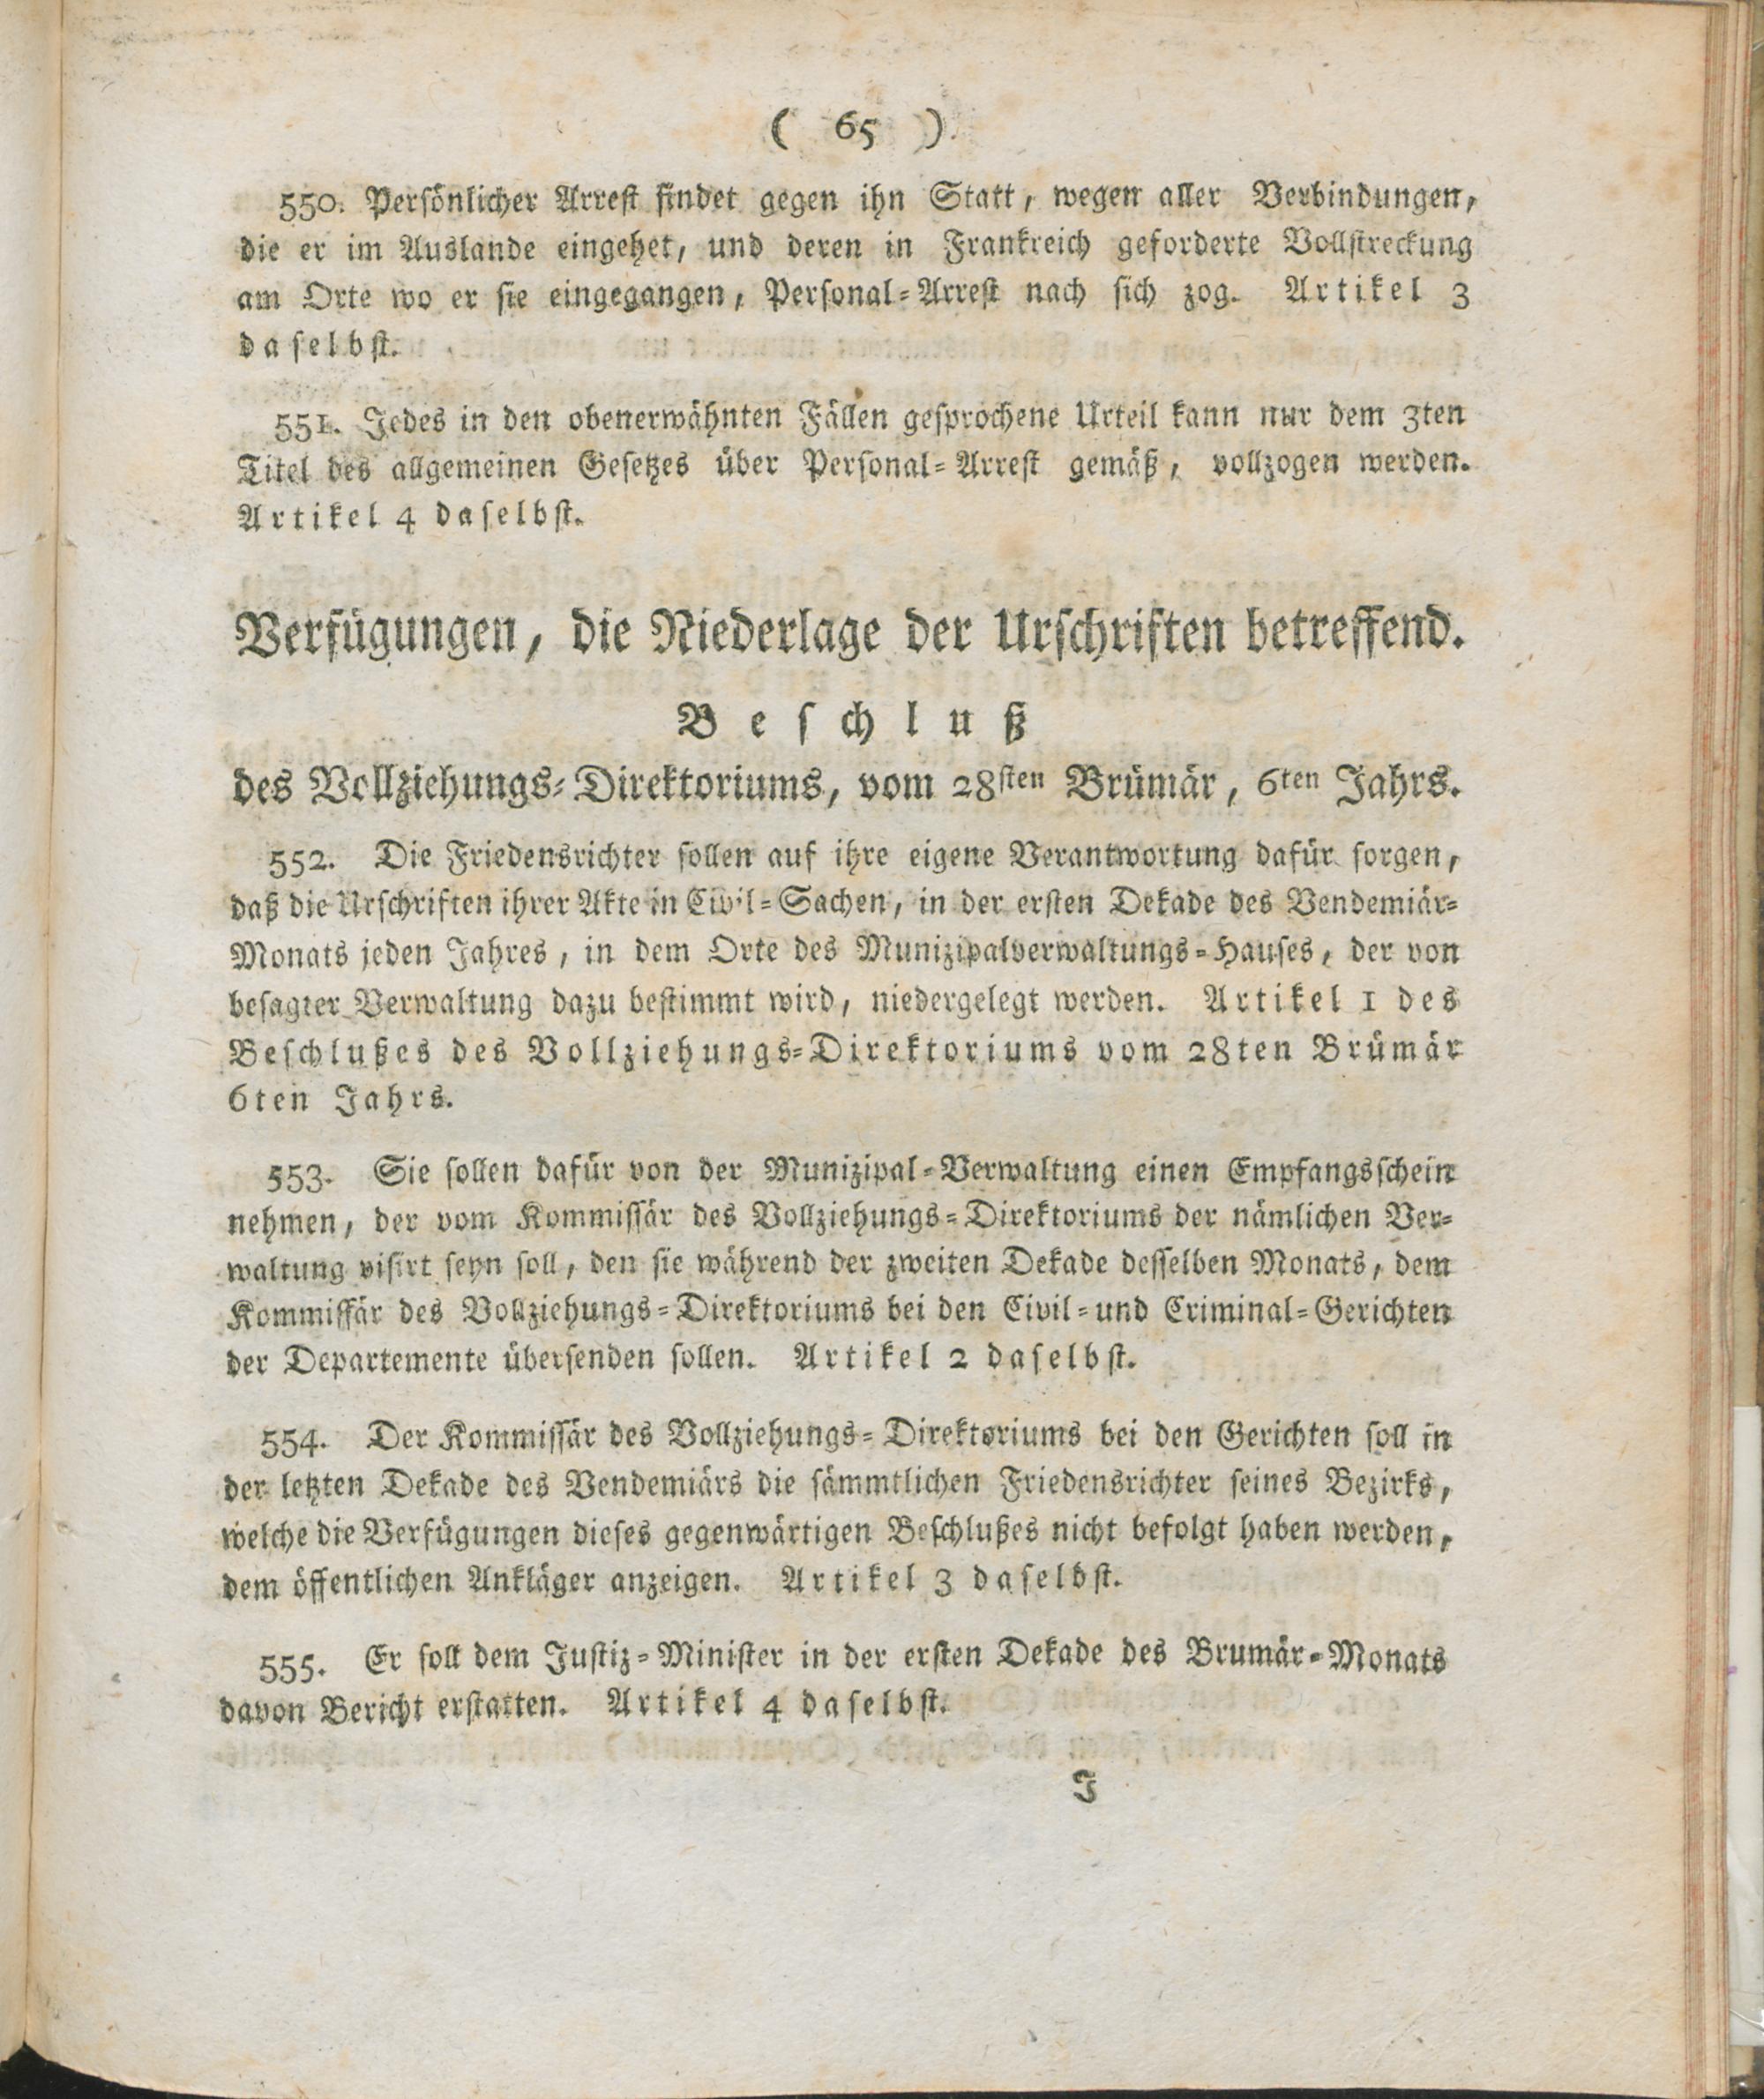 ( 65 )
550. Persönlicher Arrest findet gegen ihn Statt, wegen aller Verbindungen,
die er im Auslande eingehet, und deren in Frankreich geforderte Vollstreckung
am Orte wo er sie eingegangen, Personal-Arrest nach sich zog. Artikel 3
daselbst.
551. Jedes in den obenerwähnten Fällen gesprochene Urteil kann nur dem 3ten
Titel des allgemeinen Gesetzes über Personal-Arrest gemäß, vollzogen werden.
Artikel 4 daselbst.
Verfügungen, die Niederlage der Urschriften betreffend.
Beschluß
des Vollziehungs-Direktoriums, vom 28sten Brümär, 6ten Jahrs.
552. Die Friedensrichter sollen auf ihre eigene Verantwortung dafür sorgen,
daß die Urschriften ihrer Akte in Civil-Sachen, in der ersten Dekade des Vendemiär-
Monats jeden Jahres, in dem Orte des Munizipalverwaltungs-Hauses, der von
besagter Verwaltung dazu bestimmt wird, niedergelegt werden. Artikel 1 des
Beschlußes des Vollziehungs-Direktoriums vom 28ten Brümär
6ten Jahrs.
553. Sie sollen dafür von der Munizipal-Verwaltung einen Empfangsschein
nehmen, der vom Kommissär des Vollziehungs-Direktoriums der nämlichen Ver-
waltung visirt seyn soll, den sie während der zweiten Dekade desselben Monats, dem
Kommissär des Vollziehungs-Direktoriums bei den Civil-und Criminal-Gerichten
der Departemente übersenden sollen. Artikel 2 daselbst.
554. Der Kommissär des Vollziehungs-Direktoriums bei den Gerichten soll in
der letzten Dekade des Vendemiärs die sämmtlichen Friedensrichter seines Bezirks,
welche die Verfügungen dieses gegenwärtigen Beschlußes nicht befolgt haben werden,
dem öffentlichen Ankläger anzeigen. Artikel 3 daselbst.
555. Er soll dem Justiz-Minister in der ersten Dekade des Brumär-Monats
davon Bericht erstatten. Artikel 4 daselbst.
J